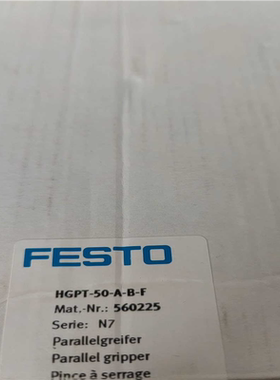 FESTO
HGPT-50-A-B-F
Mat.-Nr.: 560225
Serie: N7
Parallelgreifer
Parallel gripper
Pince à serrage